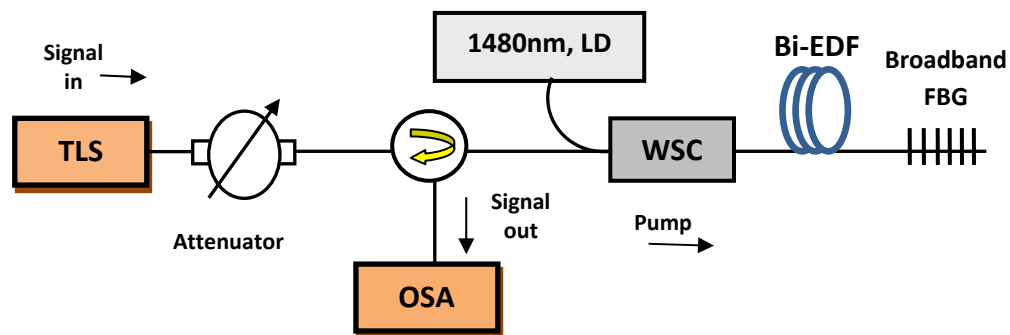 Signal
in
TLS
Attenuator
Signal
out
OSA
1480nm, LD
WSC
Pump
Bi-EDF
Broadband
FBG